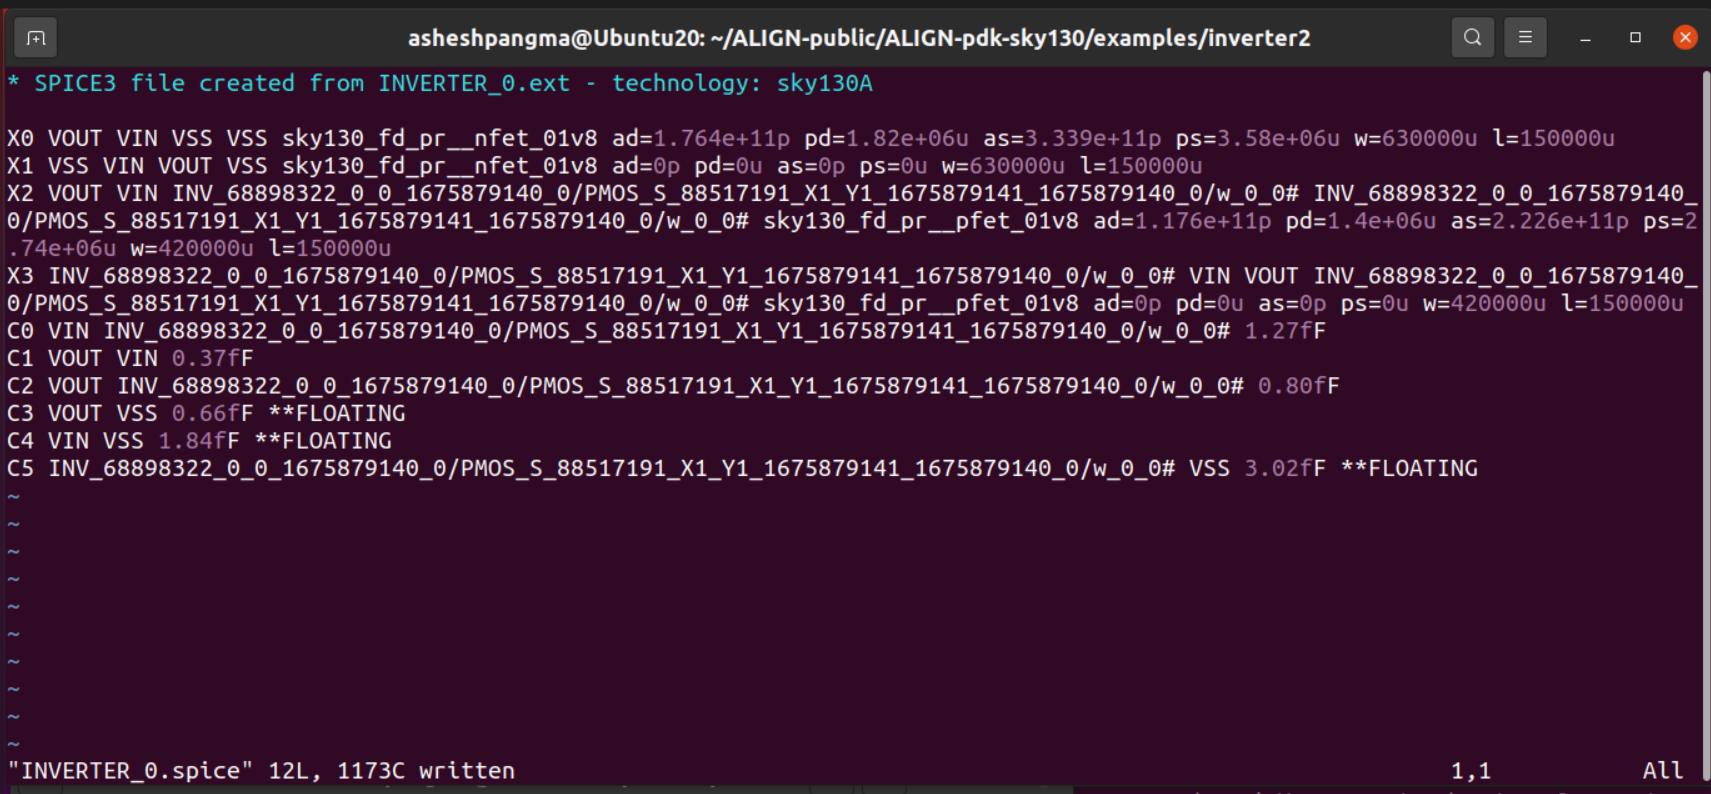 asheshpangma@Ubuntu20: ~/ALIGN-public/ALIGN-pdk-sky130/examples/inverter2
* SPICE3 file created from INVERTER_0.ext - technology: sky130A
X0 VOUT VIN VSS VSS sky130_fd_pr__nfet_01v8 ad=1.764e+11p pd=1.82e+06u as=3.339e+11p ps=3.58e+06u w=630000u l=150000u
X1 VSS VIN VOUT VSS sky130_fd_pr__nfet_01v8 ad=0p pd=0u as=0p ps=0u w=630000u l=150000u
X2 VOUT VIN INV_68898322_0_0_1675879140_0/PMOS_S_88517191_X1_Y1_1675879141_1675879140_0/w_0_0# INV_68898322_0_0_1675879140_
0/PMOS_S_88517191_X1_Y1_1675879141_1675879140_0/w_0_0# sky130_fd_pr__pfet_01v8 ad=1.176e+11p pd=1.4e+06u as=2.226e+11p ps=2
.74e+06u w=420000u l=150000u
X3 INV_68898322_0_0_1675879140_0/PMOS_S_88517191_X1_Y1_1675879141_1675879140_0/w_0_0# VIN VOUT INV_68898322_0_0_1675879140_
0/PMOS_S_88517191_X1_Y1_1675879141_1675879140_0/w_0_0# sky130_fd_pr__pfet_01v8 ad=0p pd=0u as=0p ps=0u w=420000u l=150000u
C0 VIN INV_68898322_0_0_1675879140_0/PMOS_S_88517191_X1_Y1_1675879141_1675879140_0/w_0_0# 1.27fF
C1 VOUT VIN 0.37fF
C2 VOUT INV_68898322_0_0_1675879140_0/PMOS_S_88517191_X1_Y1_1675879141_1675879140_0/w_0_0# 0.80fF
C3 VOUT VSS 0.66fF **FLOATING
C4 VIN VSS 1.84fF **FLOATING
C5 INV_68898322_0_0_1675879140_0/PMOS_S_88517191_X1_Y1_1675879141_1675879140_0/w_0_0# VSS 3.02fF **FLOATING
~
~
~
~
~
~
~
~
~
~
"INVERTER_0.spice" 12L, 1173C written 1,1 All